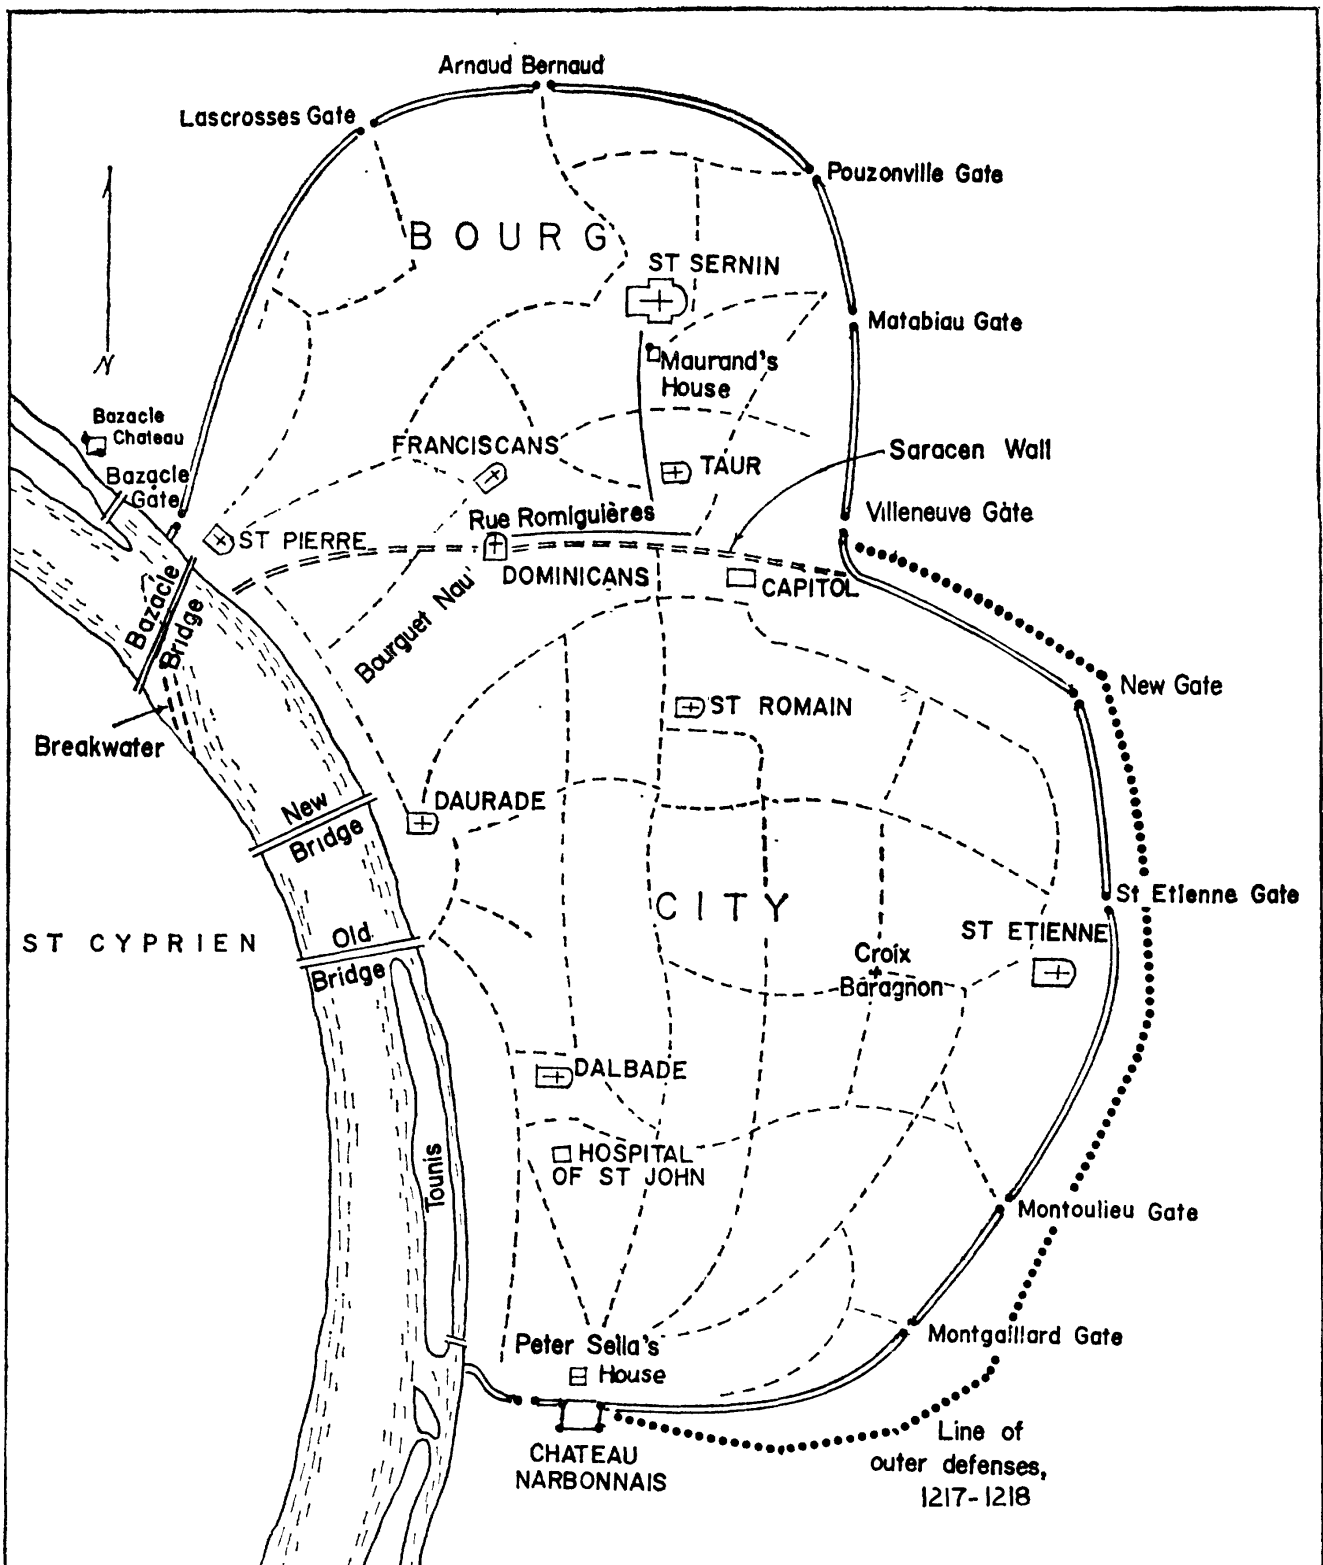 Arnaud Bernaud
Lascrosses Gate
Pouzonville Gate
BOURG
ST SERNIN
N
Matabiau Gate
Maurand's
House
Bazacle
Chateau
FRANCISCANS
Saracen Wall
TAUR
Bazacle
Gate
Rue Romiguières
Villeneuve Gate
ST PIERRE
DOMINICANS
CAPITOL
Bazacle
Bridge
Bourguet Nau
New Gate
ST ROMAIN
Breakwater
DAURADE
New
Bridge
St Etienne Gate
CITY
ST ETIENNE
ST CYPRIEN
Old
Bridge
Croix
Baragnon
DALBADE
HOSPITAL
OF ST JOHN
Tounis
Montoulieu Gate
Montgaillard Gate
Peter Seila's
House
Line of
outer defenses,
1217-1218
CHATEAU
NARBONNAIS